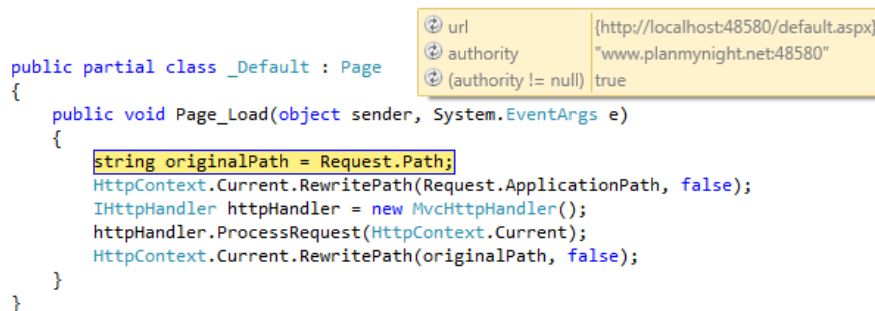 url {http://localhost:48580/default.aspx}
authority "www.planmynight.net:48580"
(authority != null) true
public partial class _Default : Page
{
    public void Page_Load(object sender, System.EventArgs e)
    {
        string originalPath = Request.Path;
        HttpContext.Current.RewritePath(Request.ApplicationPath, false);
        IHttpHandler httpHandler = new MvcHttpHandler();
        httpHandler.ProcessRequest(HttpContext.Current);
        HttpContext.Current.RewritePath(originalPath, false);
    }
}